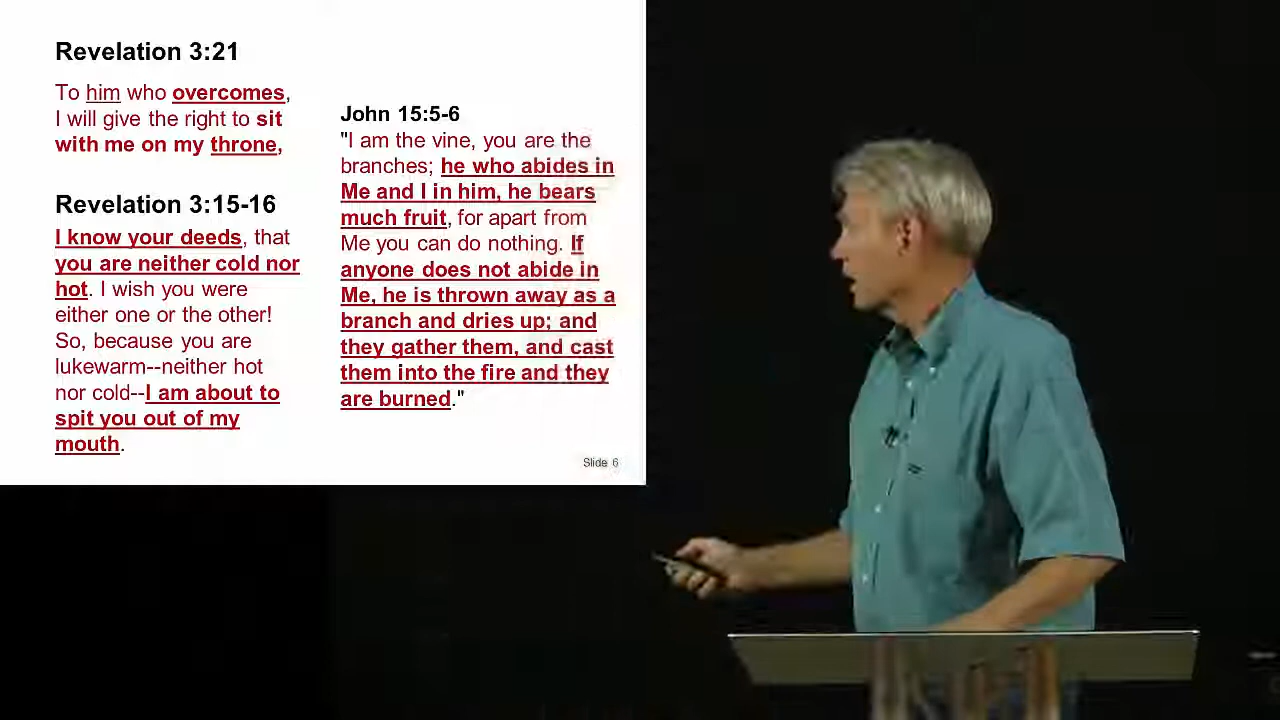 Revelation 3:21
To him who overcomes,
I will give the right to sit
with me on my throne,
Revelation 3:15-16
I know your deeds, that
you are neither cold nor
hot. I wish you were
either one or the other!
So, because you are
lukewarm--neither hot
nor cold--I am about to
spit you out of my
mouth.
John 15:5-6
"I am the vine, you are the
branches; he who abides in
Me and I in him, he bears
much fruit, for apart from
Me you can do nothing. If
anyone does not abide in
Me, he is thrown away as a
branch and dries up; and
they gather them, and cast
them into the fire and they
are burned."
Slide 6